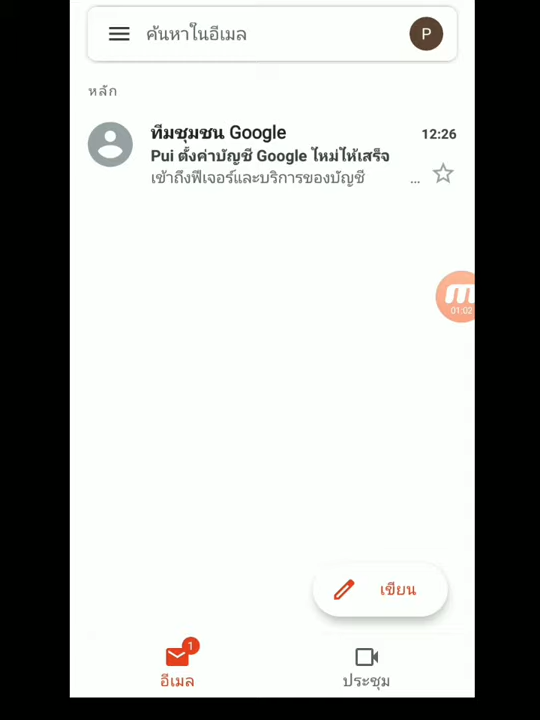 ค้นหาในอีเมล
P
หลัก
ทีมชุมชน Google
12:26
Pui ตั้งค่าบัญชี Google ใหม่ให้เสร็จ
เข้าถึงฟีเจอร์และบริการของบัญชี ...
01:02
เขียน
1
อีเมล
ประชุม